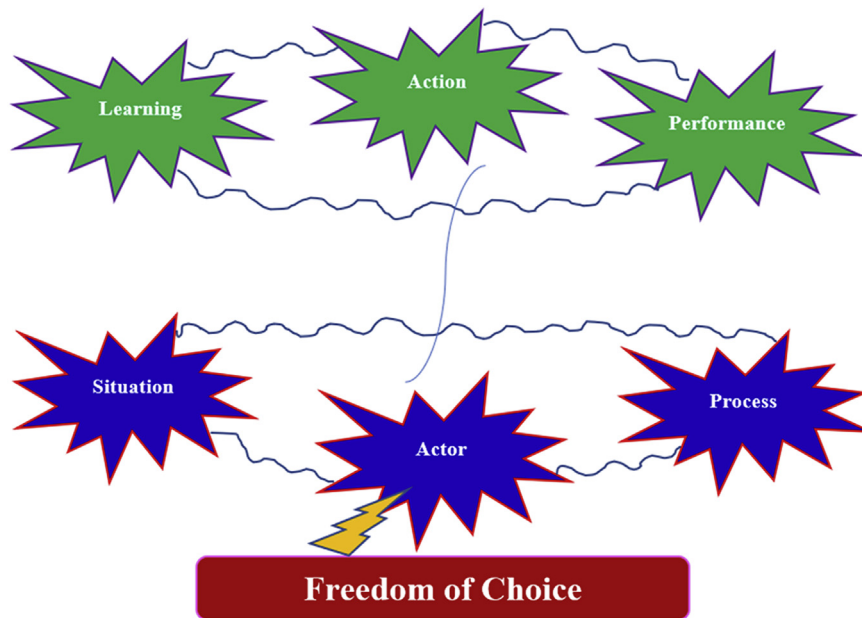 Learning
Action
Performance
Situation
Actor
Process
Freedom of Choice